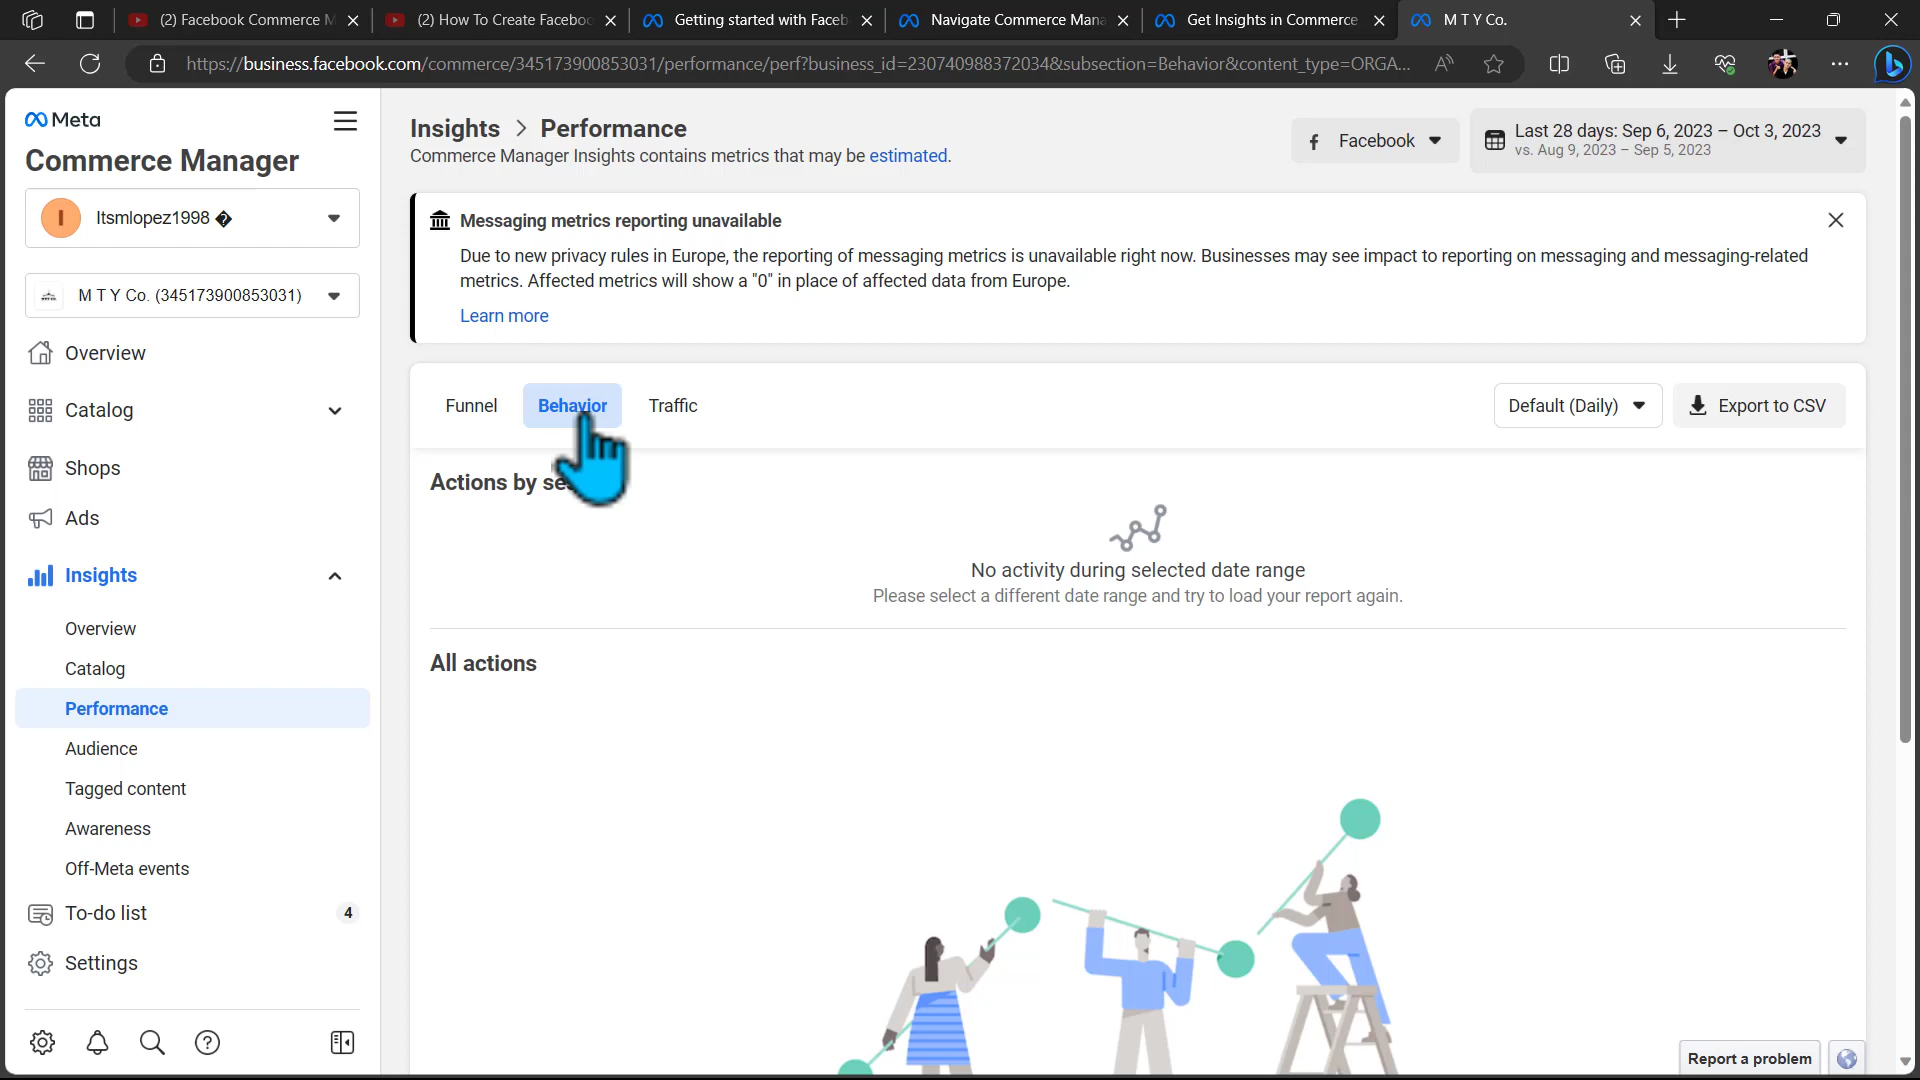 (2) Facebook Commerce M
(2) How To Create Faceboo
Getting started with Faceb
Navigate Commerce Mana
Get Insights in Commerce
M T Y Co.
https://business.facebook.com/commerce/345173900853031/performance/perf?business_id=230740988372034&subsection=Behavior&content_type=ORGA...
Meta
Commerce Manager
I
Itsmlopez1998 �
M T Y Co. (345173900853031)
Overview
Catalog
Shops
Ads
Insights
Overview
Catalog
Performance
Audience
Tagged content
Awareness
Off-Meta events
To-do list
4
Settings
Insights > Performance
Commerce Manager Insights contains metrics that may be estimated.
Facebook
Last 28 days: Sep 6, 2023 – Oct 3, 2023
vs. Aug 9, 2023 – Sep 5, 2023
Messaging metrics reporting unavailable
Due to new privacy rules in Europe, the reporting of messaging metrics is unavailable right now. Businesses may see impact to reporting on messaging and messaging-related
metrics. Affected metrics will show a "0" in place of affected data from Europe.
Learn more
Funnel
Behavior
Traffic
Default (Daily)
Export to CSV
Actions by se
No activity during selected date range
Please select a different date range and try to load your report again.
All actions
Report a problem